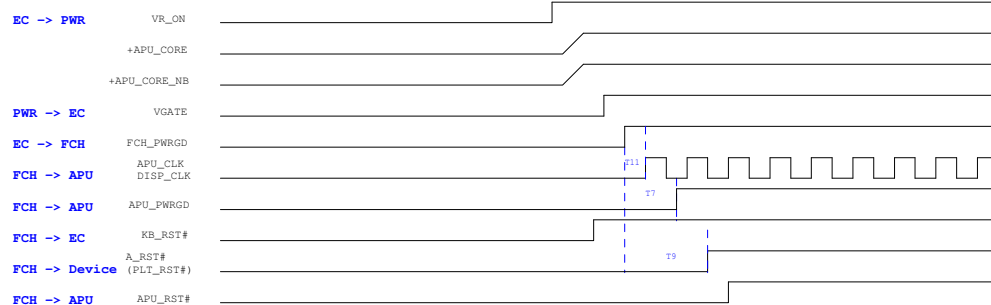 EC -> PWR VR_ON
+APU_CORE
+APU_CORE_NB
PWR -> EC VGATE
EC -> FCH FCH_PWRGD
T11
APU_CLK
FCH -> APU DISP_CLK
T7
FCH -> APU APU_PWRGD
FCH -> EC KB_RST#
A_RST#
T9
FCH -> Device (PLT_RST#)
FCH -> APU APU_RST#